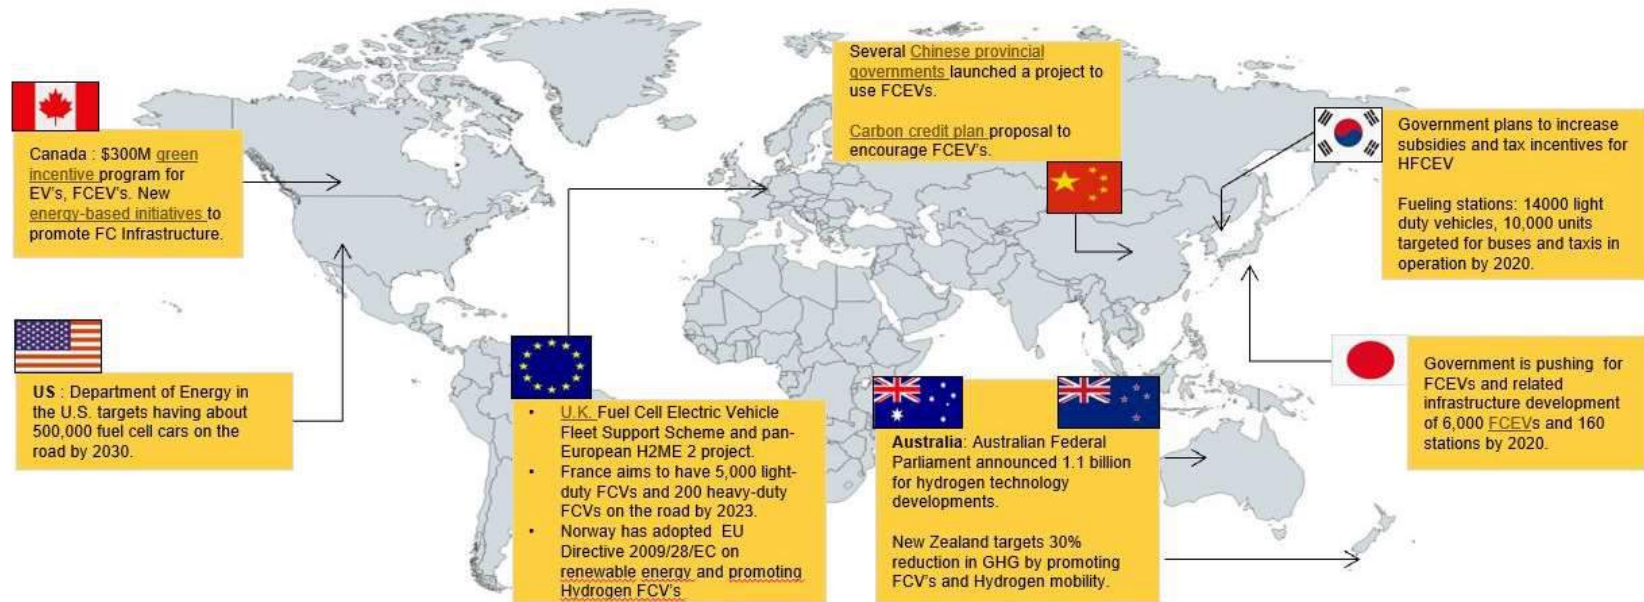 Canada : $300M green
incentive program for
EV's, FCEV's. New
energy-based initiatives to
promote FC Infrastructure.
US : Department of Energy in
the U.S. targets having about
500,000 fuel cell cars on the
road by 2030.
• U.K. Fuel Cell Electric Vehicle
Fleet Support Scheme and pan-
European H2ME 2 project.
• France aims to have 5,000 light-
duty FCVs and 200 heavy-duty
FCVs on the road by 2023.
• Norway has adopted EU
Directive 2009/28/EC on
renewable energy and promoting
Hydrogen FCV's
Several Chinese provincial
governments launched a project to
use FCEVs.
Carbon credit plan proposal to
encourage FCEV's.
Australia: Australian Federal
Parliament announced 1.1 billion
for hydrogen technology
developments.
New Zealand targets 30%
reduction in GHG by promoting
FCV's and Hydrogen mobility.
Government plans to increase
subsidies and tax incentives for
HFCEV
Fueling stations: 14000 light
duty vehicles, 10,000 units
targeted for buses and taxis in
operation by 2020.
Government is pushing for
FCEVs and related
infrastructure development
of 6,000 FCEVs and 160
stations by 2020.